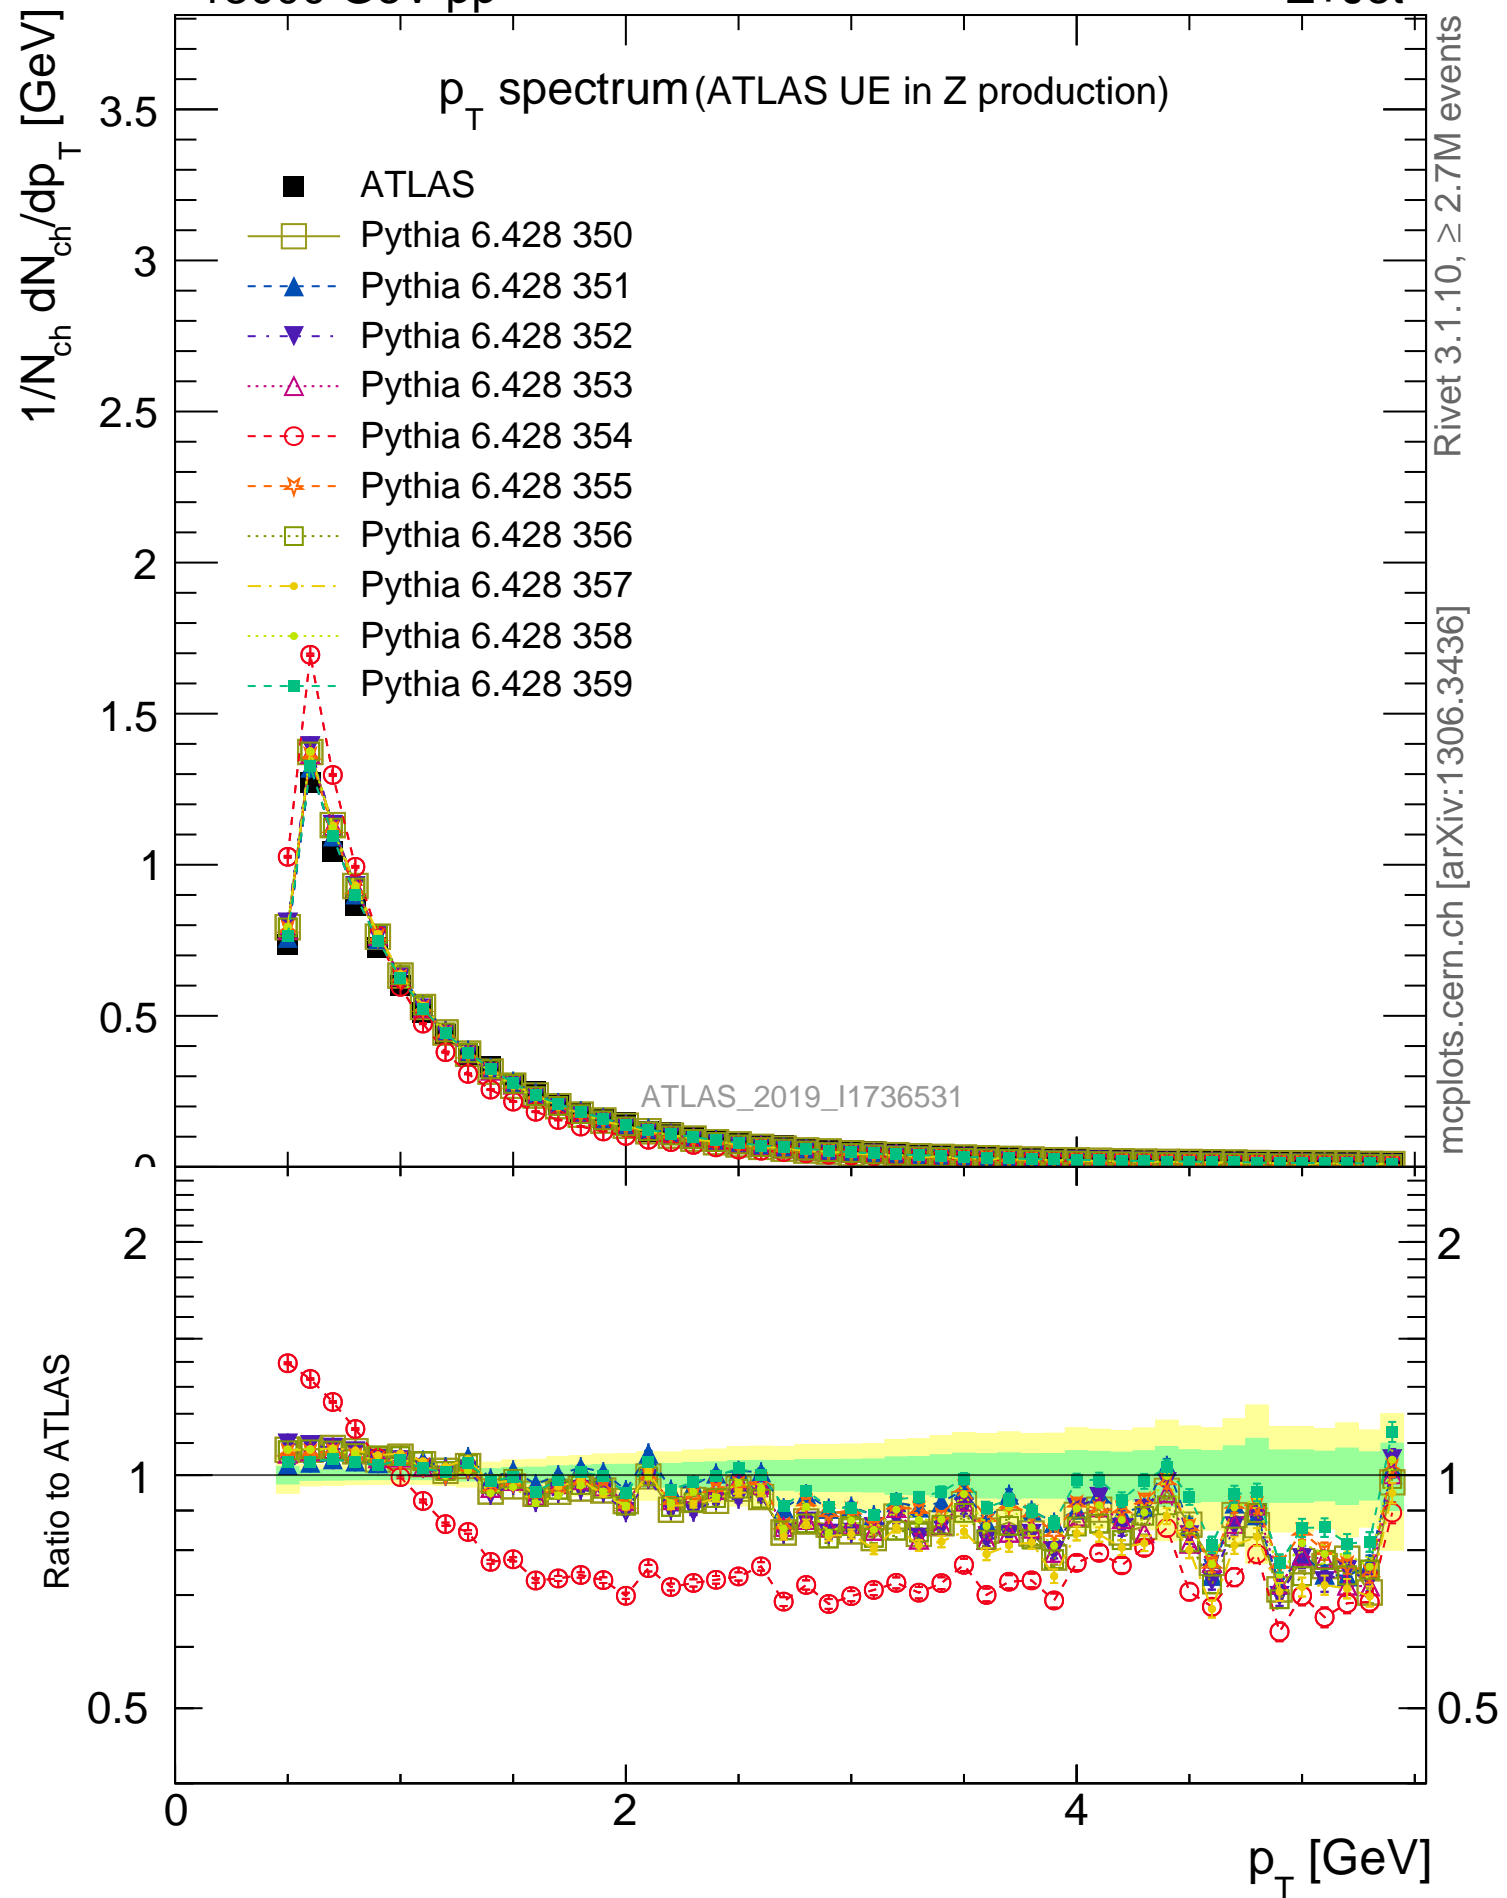 p_T spectrum (ATLAS UE in Z production)
1/N_ch dN_ch/dp_T [GeV]
3.5
3
2.5
2
1.5
1
0.5
0
ATLAS
Pythia 6.428 350
Pythia 6.428 351
Pythia 6.428 352
Pythia 6.428 353
Pythia 6.428 354
Pythia 6.428 355
Pythia 6.428 356
Pythia 6.428 357
Pythia 6.428 358
Pythia 6.428 359
ATLAS_2019_I1736531
Rivet 3.1.10, ≥ 2.7M events
mcplots.cern.ch [arXiv:1306.3436]
Ratio to ATLAS
2
1
0.5
2
1
0.5
0
2
4
p_T [GeV]